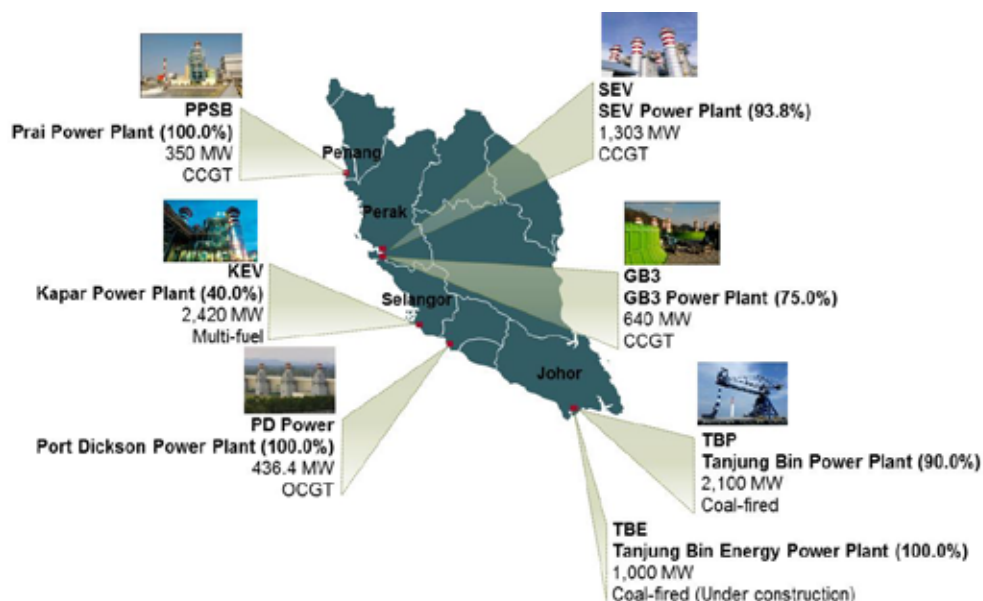 PPSB
Prai Power Plant (100.0%)
350 MW
CCGT
SEV
SEV Power Plant (93.8%)
1,303 MW
CCGT
Penang
Perak
KEV
Kapar Power Plant (40.0%)
2,420 MW
Multi-fuel
GB3
GB3 Power Plant (75.0%)
640 MW
CCGT
Selangor
Johor
PD Power
Port Dickson Power Plant (100.0%)
436.4 MW
OCGT
TBP
Tanjung Bin Power Plant (90.0%)
2,100 MW
Coal-fired
TBE
Tanjung Bin Energy Power Plant (100.0%)
1,000 MW
Coal-fired (Under construction)